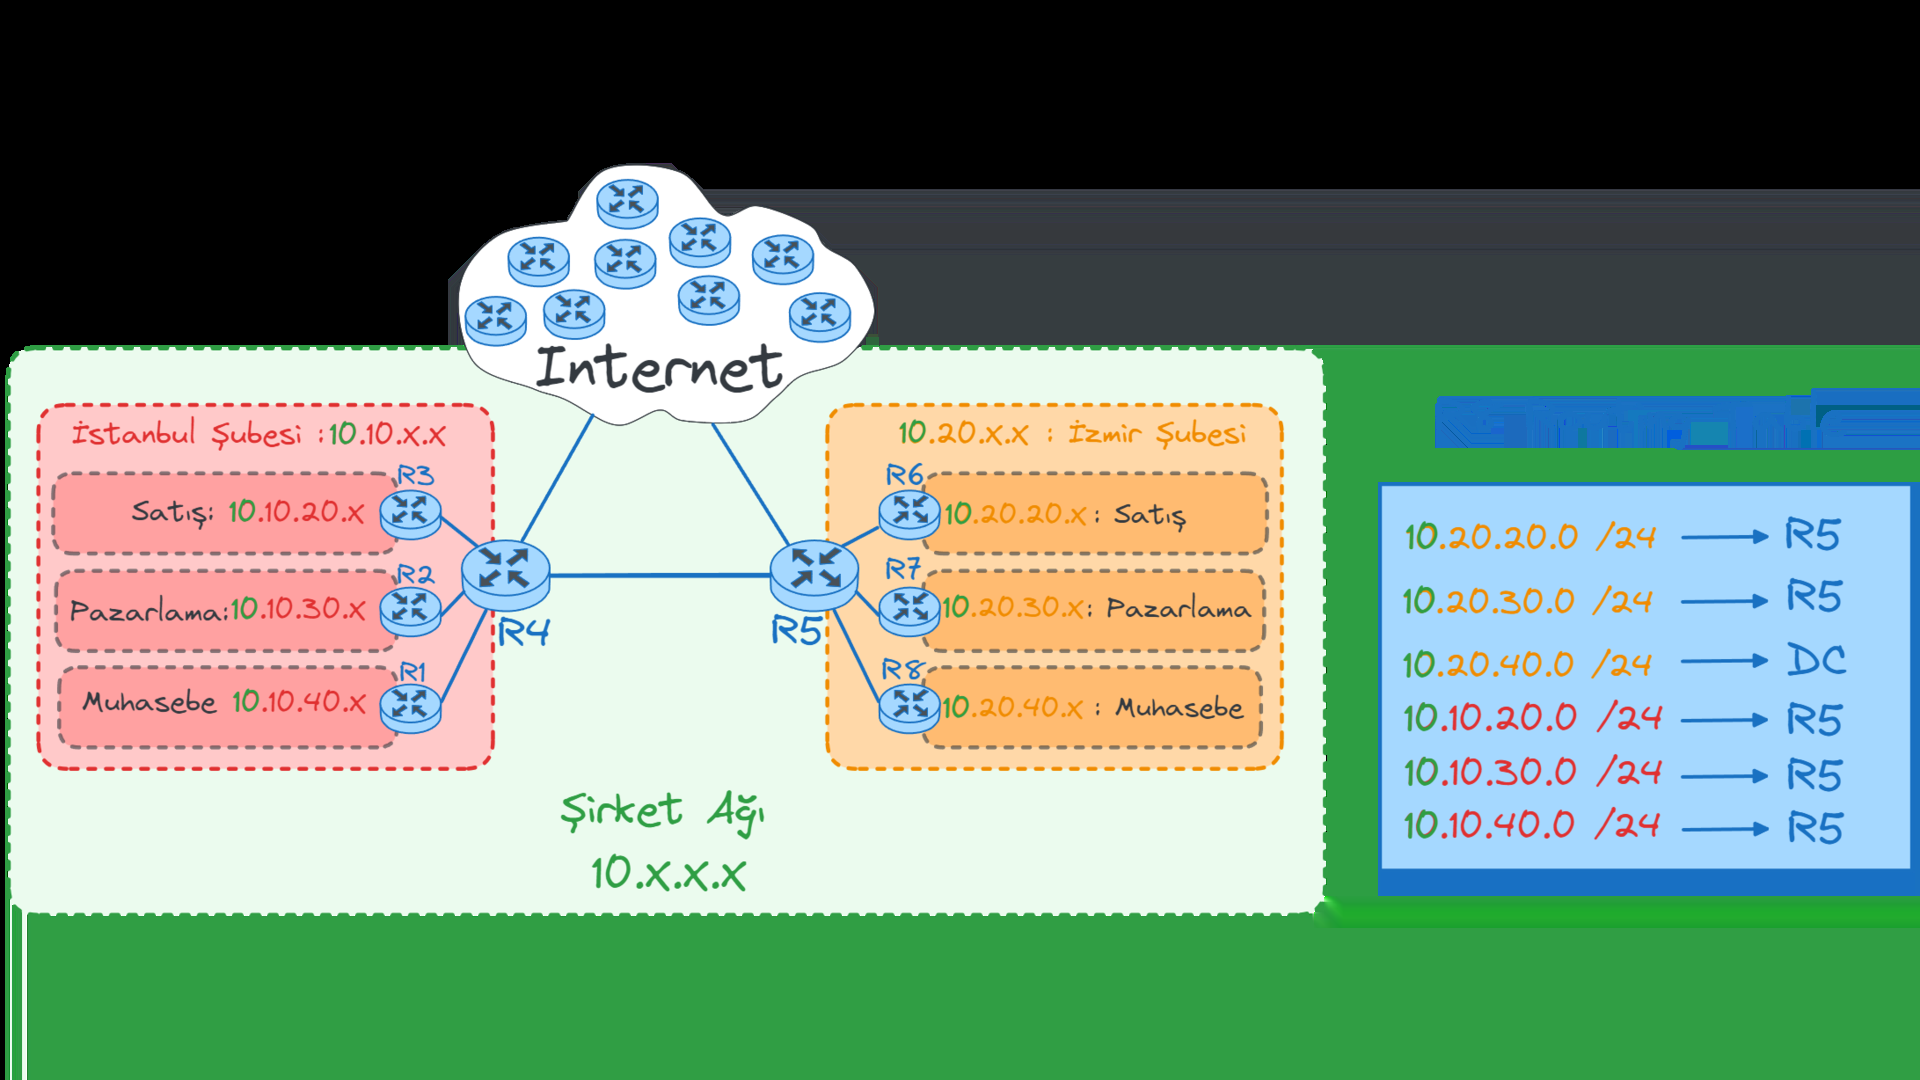 Internet
İstanbul Şubesi :10.10.x.x
R3
Satış: 10.10.20.x
R2
Pazarlama:10.10.30.x
R1
Muhasebe 10.10.40.x
R4
R5
10.20.x.x : İzmir Şubesi
R6
10.20.20.x : Satış
R7
10.20.30.x: Pazarlama
R8
10.20.40.x : Muhasebe
Şirket Ağı
10.x.x.x
10.20.20.0 /24 → R5
10.20.30.0 /24 → R5
10.20.40.0 /24 → DC
10.10.20.0 /24 → R5
10.10.30.0 /24 → R5
10.10.40.0 /24 → R5